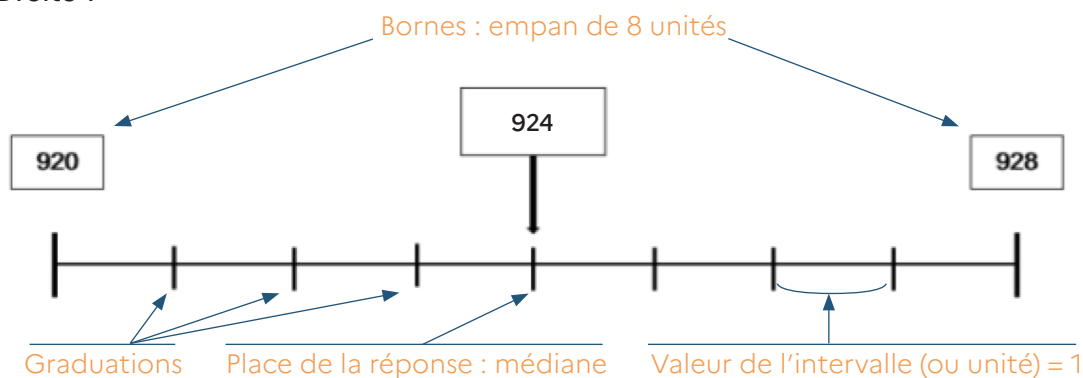 Bornes : empan de 8 unités
924
920
928
Graduations
Place de la réponse : médiane
Valeur de l'intervalle (ou unité) = 1